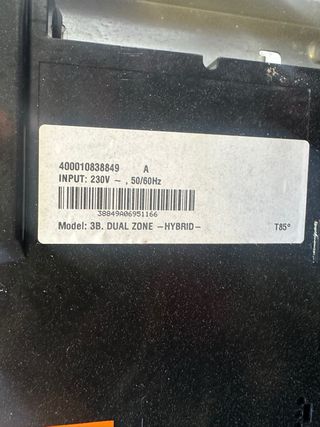 400010838849 A
INPUT: 230V ~ , 50/60Hz
38849A06951166
Model: 3B. DUAL ZONE -HYBRID- T85°